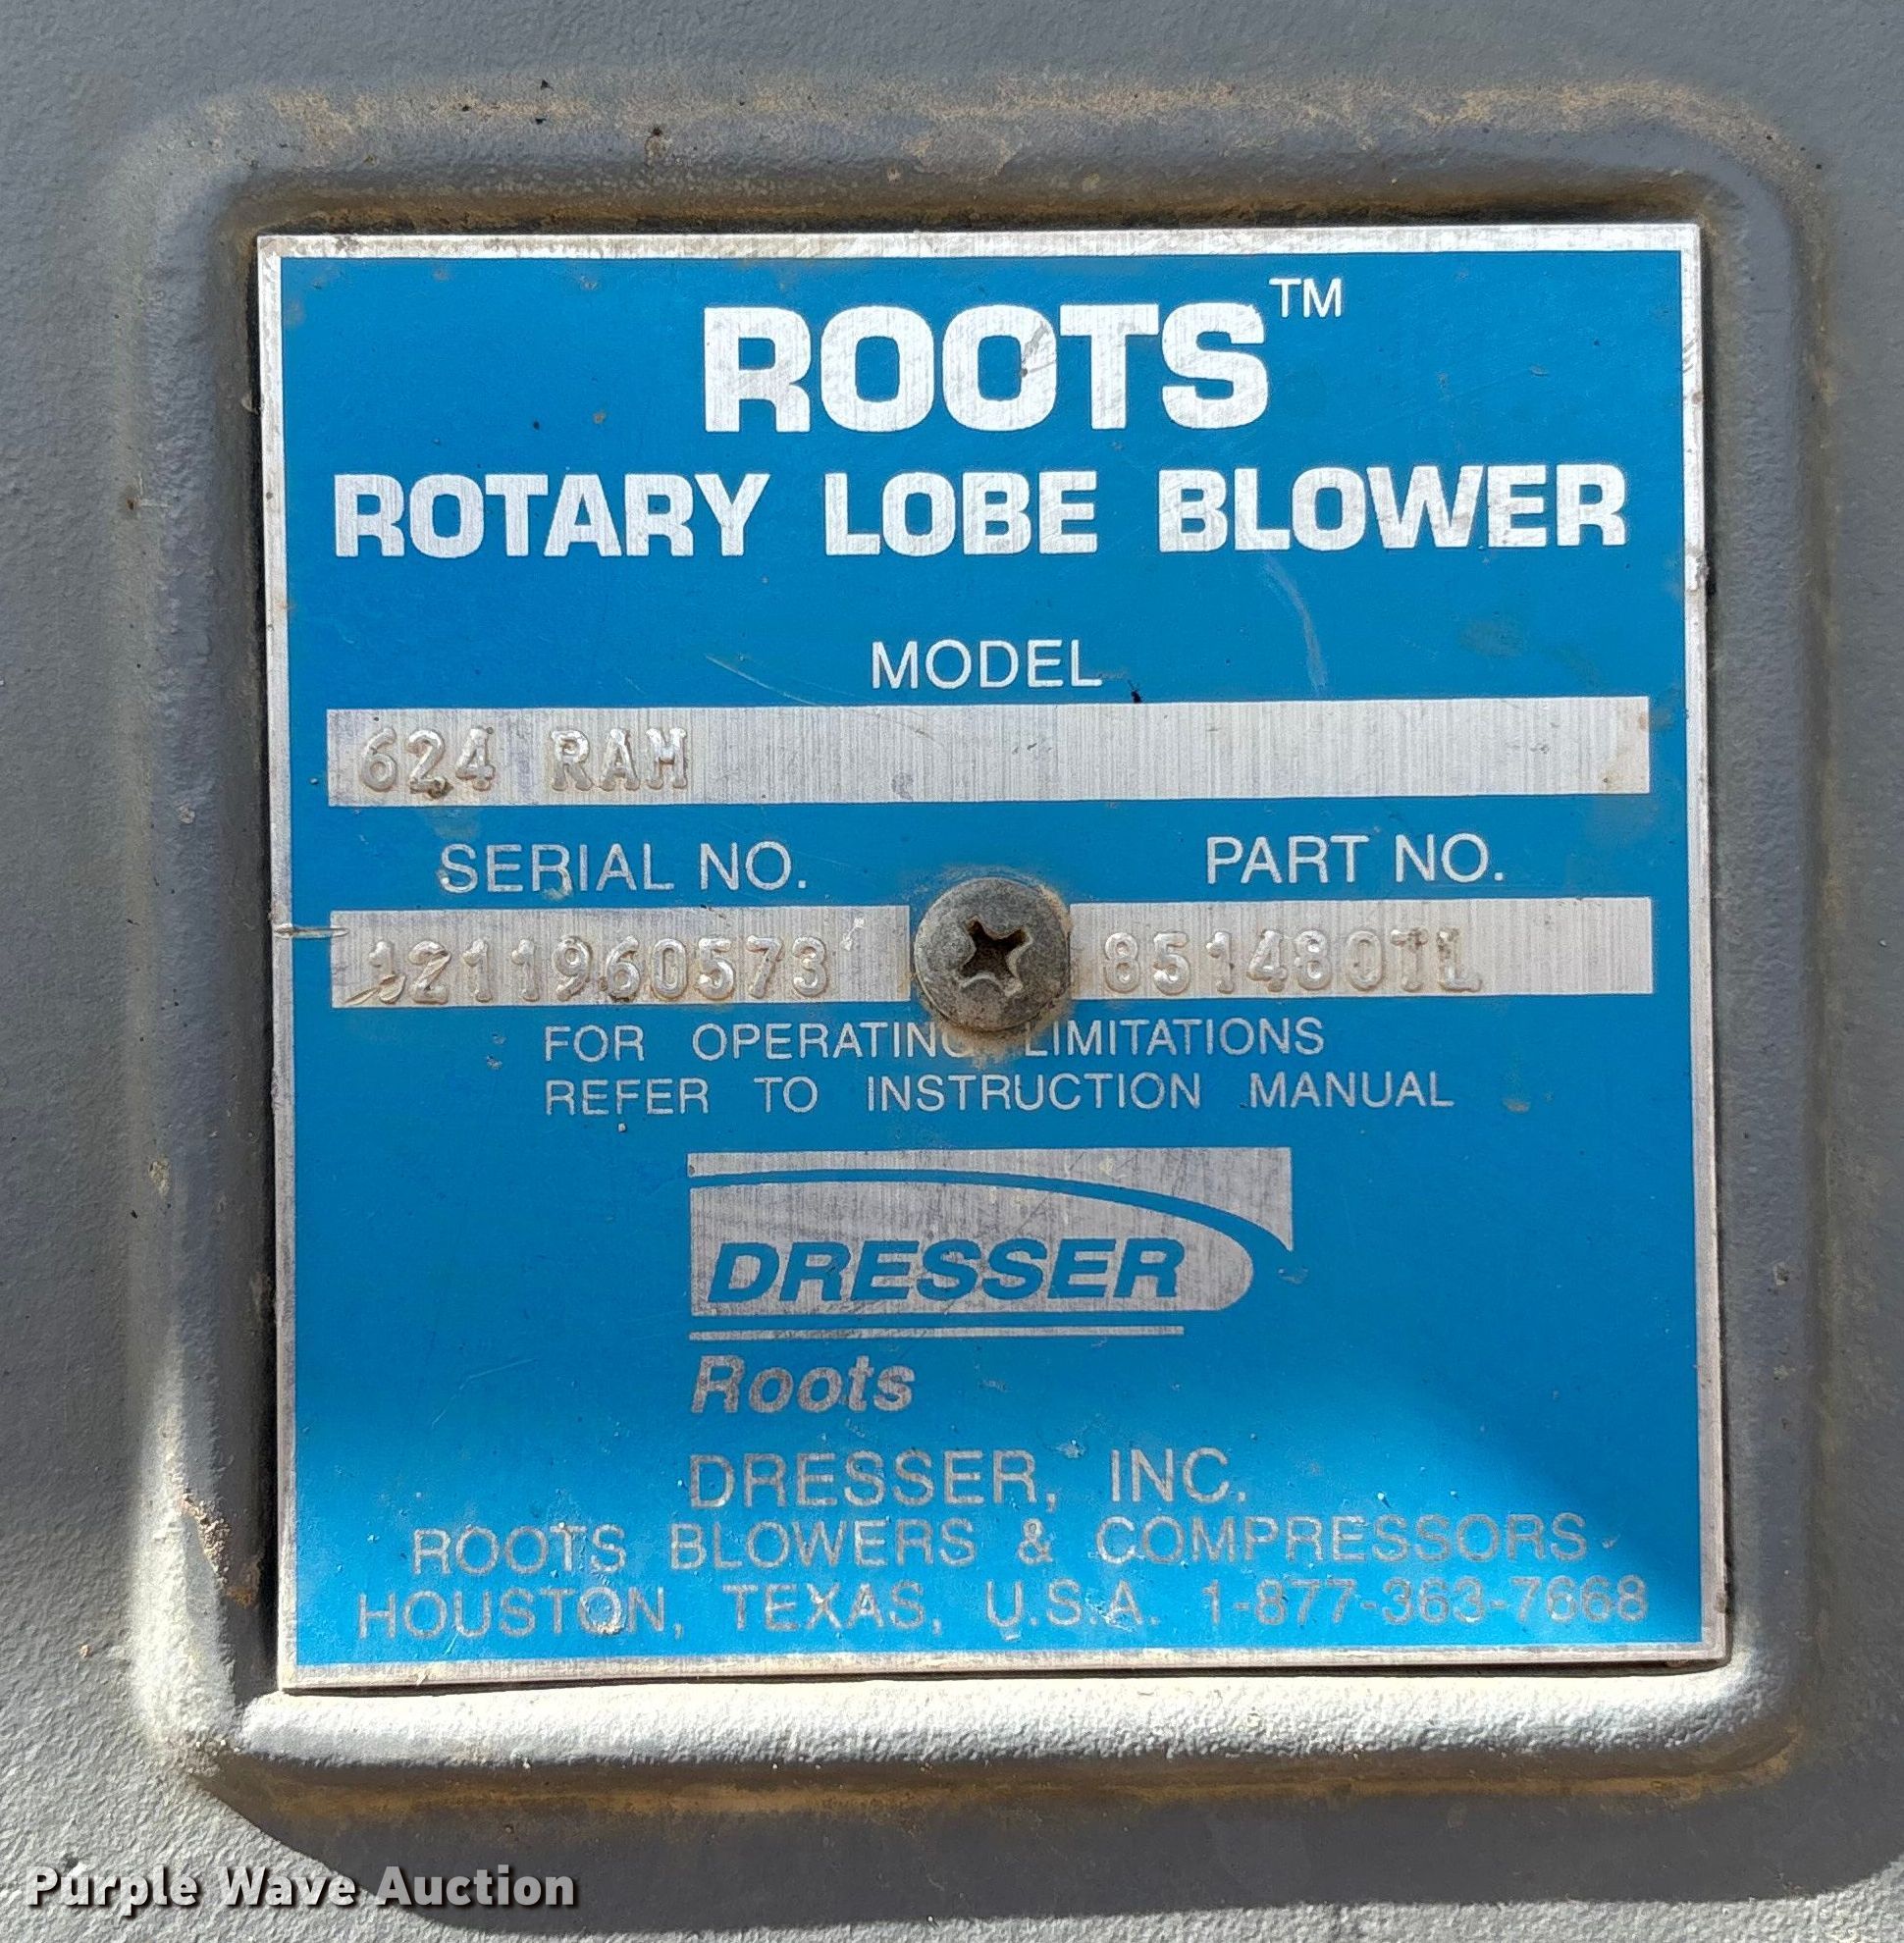 ROOTS™
ROTARY LOBE BLOWER
MODEL
624 RAM
SERIAL NO. PART NO.
1211960573 8514807L
FOR OPERATING LIMITATIONS
REFER TO INSTRUCTION MANUAL
DRESSER
Roots
DRESSER, INC.
ROOTS BLOWERS & COMPRESSORS
HOUSTON, TEXAS, U.S.A. 1-877-363-7668
Purple Wave Auction